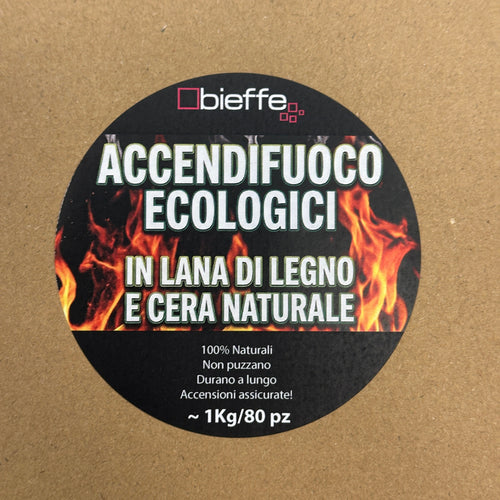 bieffe
ACCENDIFUOCO
ECOLOGICI
IN LANA DI LEGNO
E CERA NATURALE
100% Naturali
Non puzzano
Durano a lungo
Accensioni assicurate!
~ 1Kg/80 pz